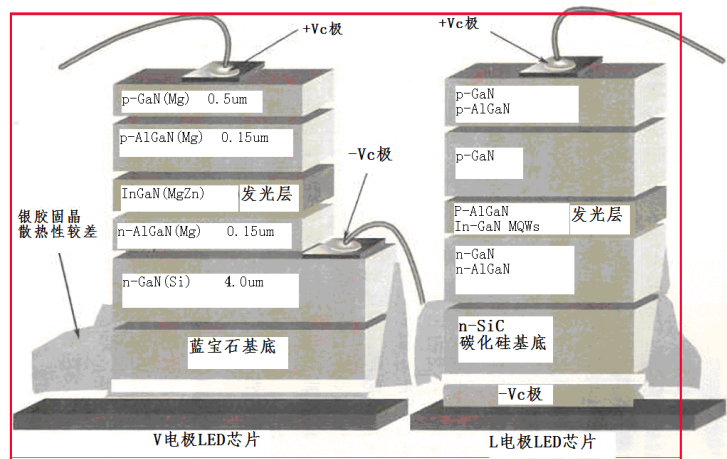 +Vc极
p-GaN(Mg) 0.5um
p-AlGaN(Mg) 0.15um
InGaN(MgZn) 发光层
n-AlGaN(Mg) 0.15um
n-GaN(Si) 4.0um
蓝宝石基底
-Vc极
银胶固晶
散热性较差
V电极LED芯片
+Vc极
p-GaN
p-AlGaN
p-GaN
P-AlGaN
In-GaN MQWs
发光层
n-GaN
n-AlGaN
n-SiC
碳化硅基底
-Vc极
L电极LED芯片